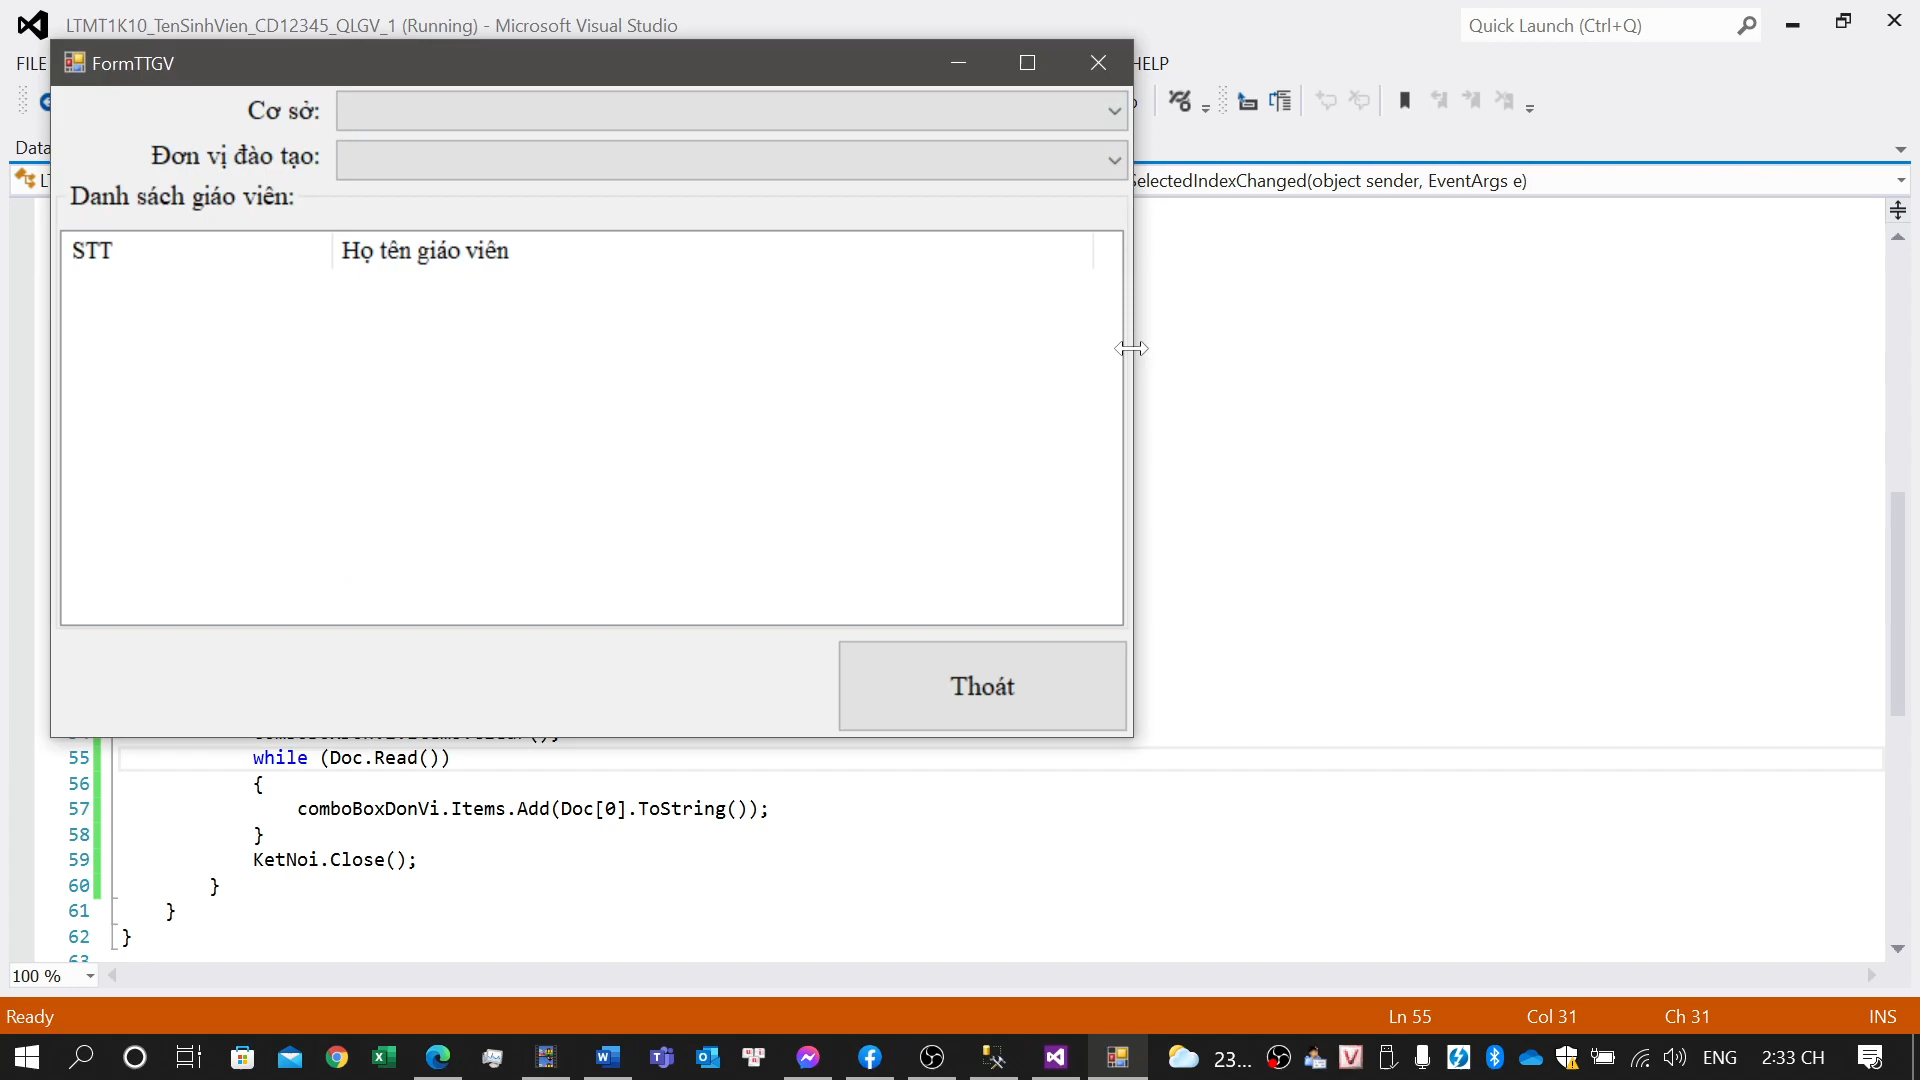 LTMT1K10_TenSinhVien_CD12345_QLGV_1 (Running) - Microsoft Visual Studio
Quick Launch (Ctrl+Q)
FILE
FormTTGV
HELP
Cơ sở:
Đơn vị đào tạo:
Data
SelectedIndexChanged(object sender, EventArgs e)
Danh sách giáo viên:
STT
Họ tên giáo viên
Thoát
55 while (Doc.Read())
56 {
57 comboBoxDonVi.Items.Add(Doc[0].ToString());
58 }
59 KetNoi.Close();
60 }
61 }
62 }
63
100 %
Ready
Ln 55
Col 31
Ch 31
INS
23...
ENG
2:33 CH